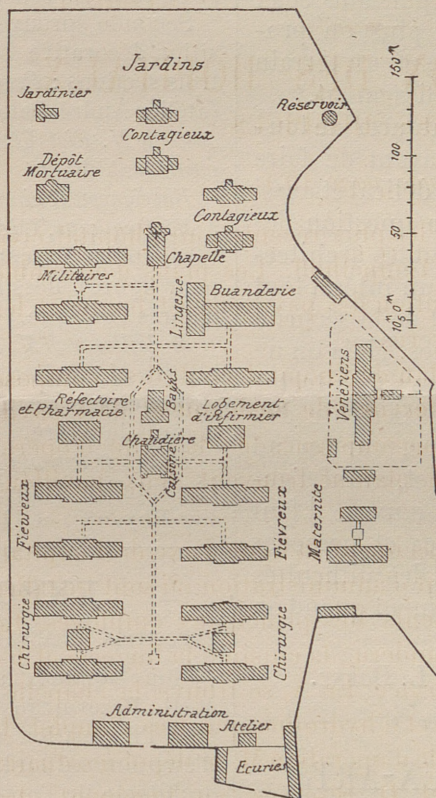 Jardins
Jardinier
Réservoir
Contagieux
Dépôt
Mortuaise
Contagieux
Chapelle
Militaires
Lingerie
Buanderie
150 m
100
50
10 5 0 m
Vénériens
Réfectoire
et Pharmacie
Bains
Logement
d'Infirmier
Chaudière
Cuisine
Fiévreux
Fiévreux
Maternité
Chirurgie
Chirurgie
Administration
Atelier
Ecuries